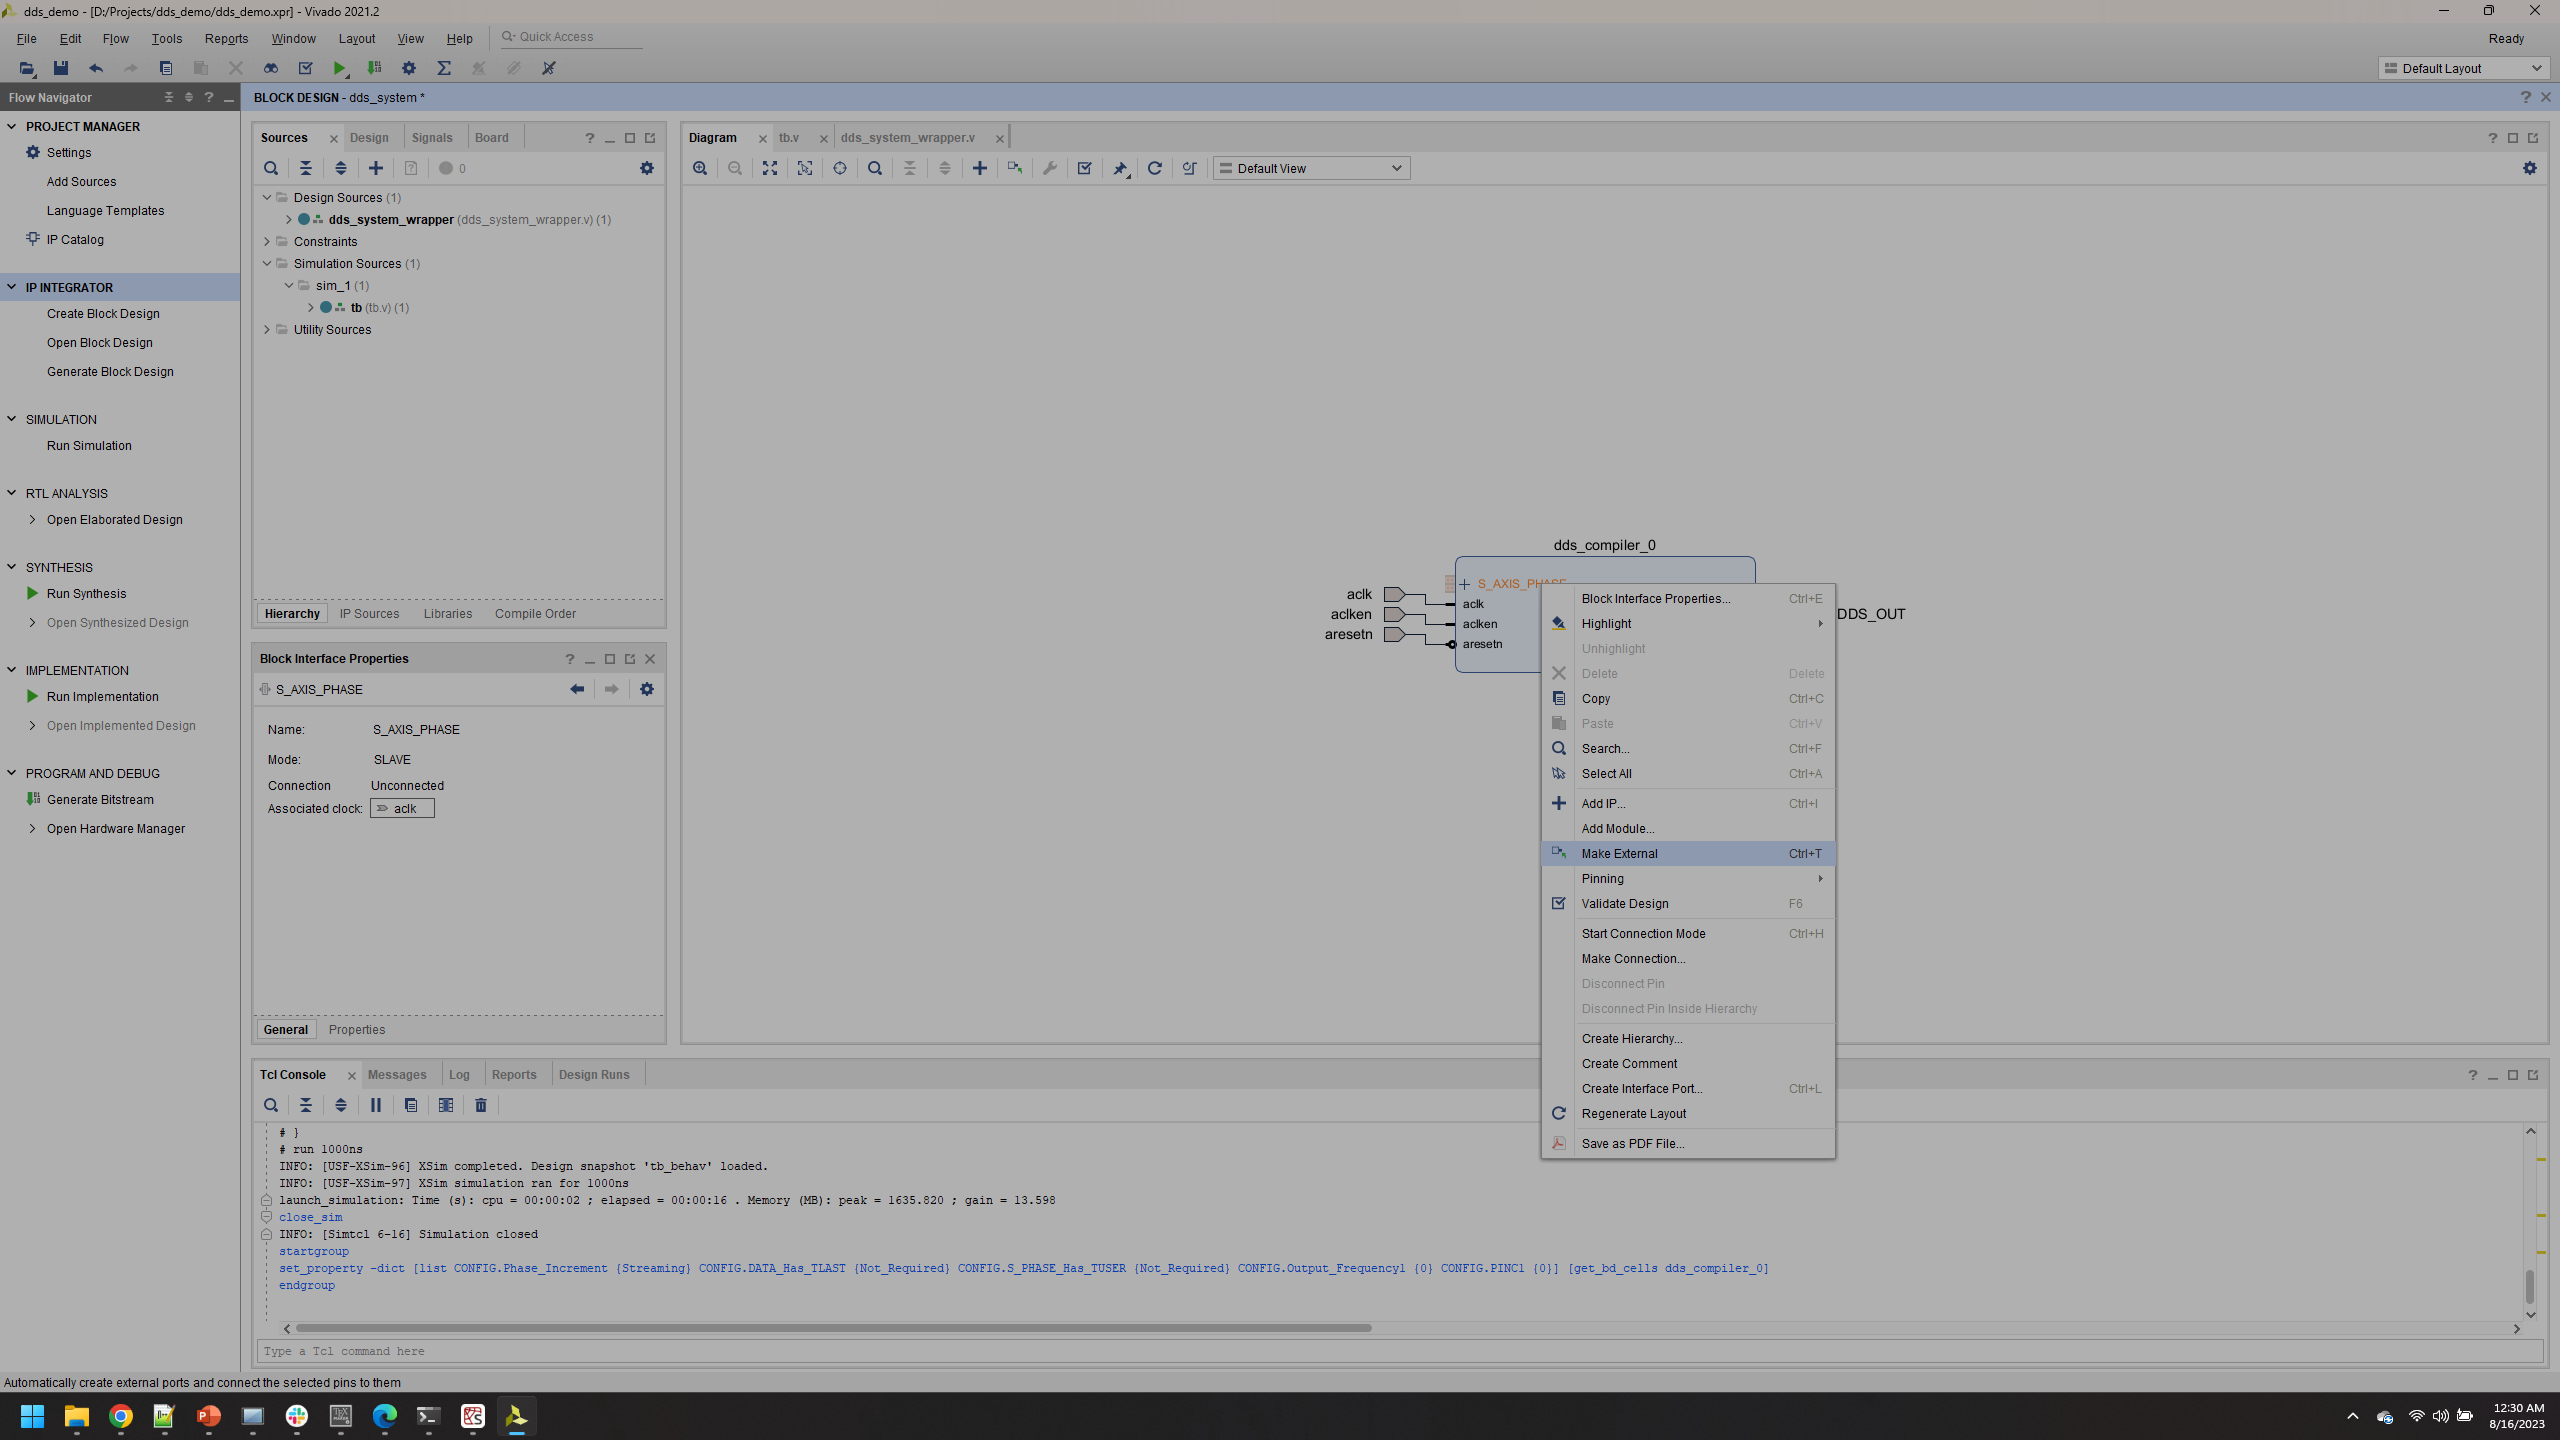 dds_demo - [D:/Projects/dds_demo/dds_demo.xpr] - Vivado 2021.2
File Edit Flow Tools Reports Window Layout View Help Quick Access
Ready
Default Layout
Flow Navigator
BLOCK DESIGN - dds_system *
PROJECT MANAGER
Settings
Add Sources
Language Templates
IP Catalog
IP INTEGRATOR
Create Block Design
Open Block Design
Generate Block Design
SIMULATION
Run Simulation
RTL ANALYSIS
Open Elaborated Design
SYNTHESIS
Run Synthesis
Open Synthesized Design
IMPLEMENTATION
Run Implementation
Open Implemented Design
PROGRAM AND DEBUG
Generate Bitstream
Open Hardware Manager
Sources Design Signals Board
0
Design Sources (1)
dds_system_wrapper (dds_system_wrapper.v) (1)
Constraints
Simulation Sources (1)
sim_1 (1)
tb (tb.v) (1)
Utility Sources
Hierarchy IP Sources Libraries Compile Order
Block Interface Properties
S_AXIS_PHASE
Name: S_AXIS_PHASE
Mode: SLAVE
Connection Unconnected
Associated clock: aclk
General Properties
Diagram tb.v dds_system_wrapper.v
Default View
dds_compiler_0
S_AXIS_PHASE
aclk aclk
aclken aclken
aresetn aresetn
DDS_OUT
Block Interface Properties... Ctrl+E
Highlight
Unhighlight
Delete Delete
Copy Ctrl+C
Paste Ctrl+V
Search... Ctrl+F
Select All Ctrl+A
Add IP... Ctrl+I
Add Module...
Make External Ctrl+T
Pinning
Validate Design F6
Start Connection Mode Ctrl+H
Make Connection...
Disconnect Pin
Disconnect Pin Inside Hierarchy
Create Hierarchy...
Create Comment
Create Interface Port... Ctrl+L
Regenerate Layout
Save as PDF File...
Tcl Console Messages Log Reports Design Runs
# }
# run 1000ns
INFO: [USF-XSim-96] XSim completed. Design snapshot 'tb_behav' loaded.
INFO: [USF-XSim-97] XSim simulation ran for 1000ns
launch_simulation: Time (s): cpu = 00:00:02 ; elapsed = 00:00:16 . Memory (MB): peak = 1635.820 ; gain = 13.598
close_sim
INFO: [Simtcl 6-16] Simulation closed
startgroup
set_property -dict [list CONFIG.Phase_Increment {Streaming} CONFIG.DATA_Has_TLAST {Not_Required} CONFIG.S_PHASE_Has_TUSER {Not_Required} CONFIG.Output_Frequency1 {0} CONFIG.PINC1 {0}] [get_bd_cells dds_compiler_0]
endgroup
Type a Tcl command here
Automatically create external ports and connect the selected pins to them
12:30 AM
8/16/2023